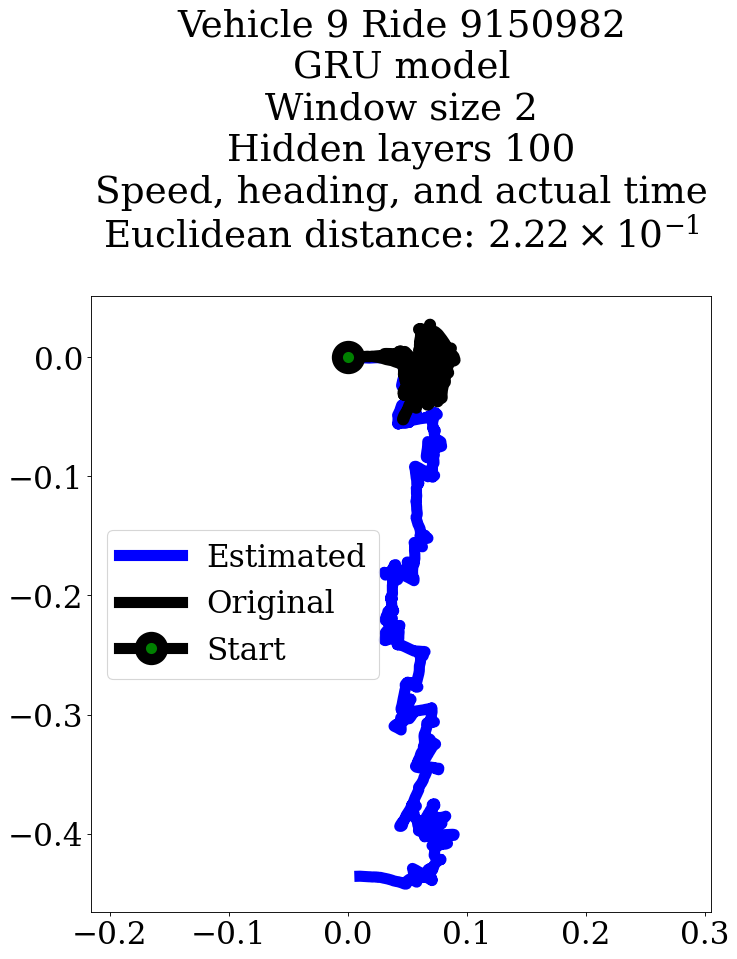 Vehicle 9 Ride 9150982
GRU model
Window size 2
Hidden layers 100
Speed, heading, and actual time
Euclidean distance: 2.22 × 10⁻¹
0.0
−0.1
−0.2
−0.3
−0.4
Estimated
Original
Start
−0.2
−0.1
0.0
0.1
0.2
0.3